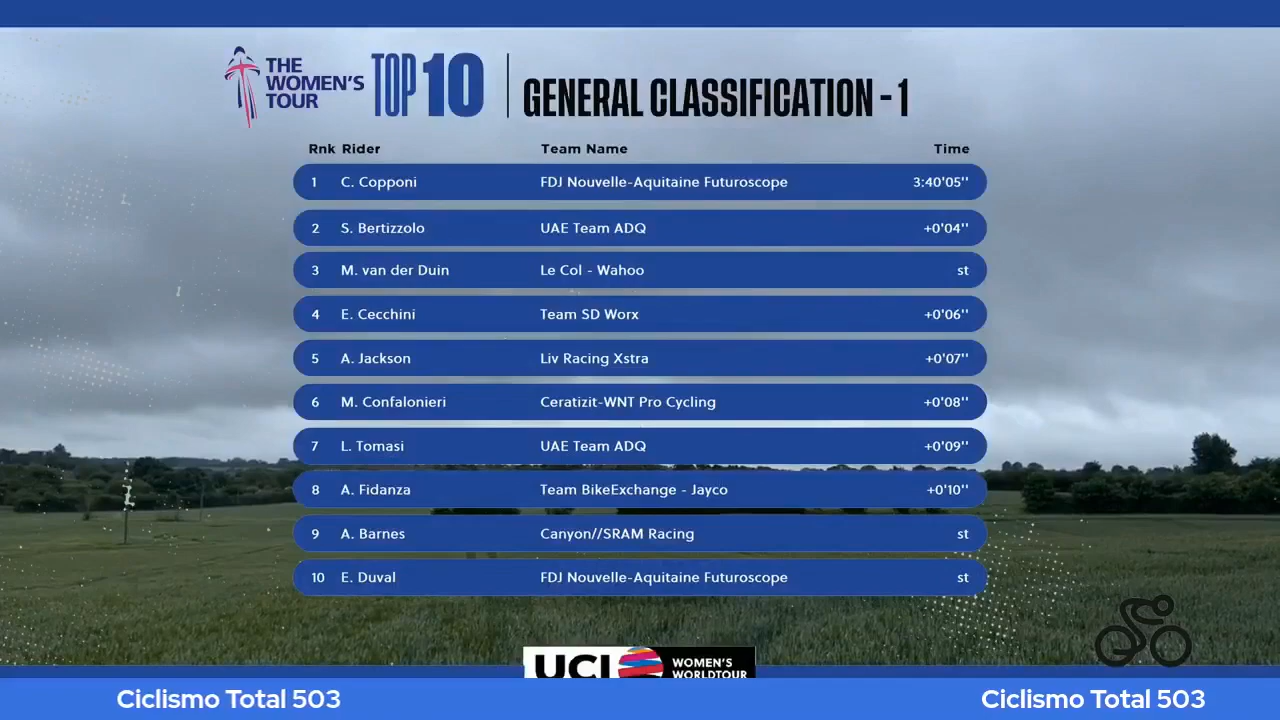 THE
WOMEN'S
TOUR
TOP 10
GENERAL CLASSIFICATION - 1
Rnk Rider Team Name Time
1 C. Copponi FDJ Nouvelle-Aquitaine Futuroscope 3:40'05''
2 S. Bertizzolo UAE Team ADQ +0'04''
3 M. van der Duin Le Col - Wahoo st
4 E. Cecchini Team SD Worx +0'06''
5 A. Jackson Liv Racing Xstra +0'07''
6 M. Confalonieri Ceratizit-WNT Pro Cycling +0'08''
7 L. Tomasi UAE Team ADQ +0'09''
8 A. Fidanza Team BikeExchange - Jayco +0'10''
9 A. Barnes Canyon//SRAM Racing st
10 E. Duval FDJ Nouvelle-Aquitaine Futuroscope st
UCI WOMEN'S
WORLDTOUR
Ciclismo Total 503 Ciclismo Total 503